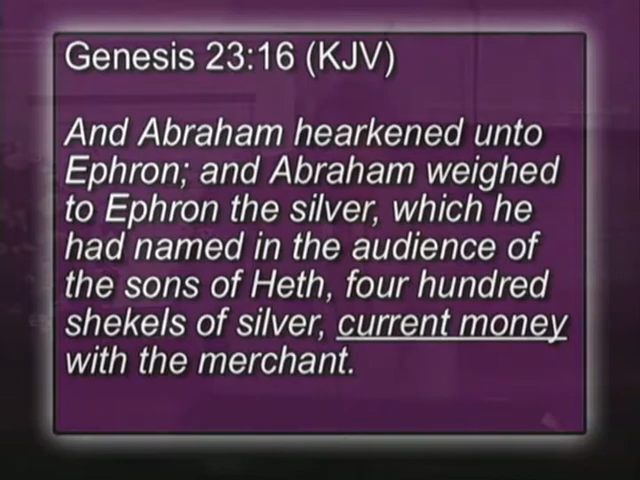 Genesis 23:16 (KJV)
And Abraham hearkened unto
Ephron; and Abraham weighed
to Ephron the silver, which he
had named in the audience of
the sons of Heth, four hundred
shekels of silver, current money
with the merchant.